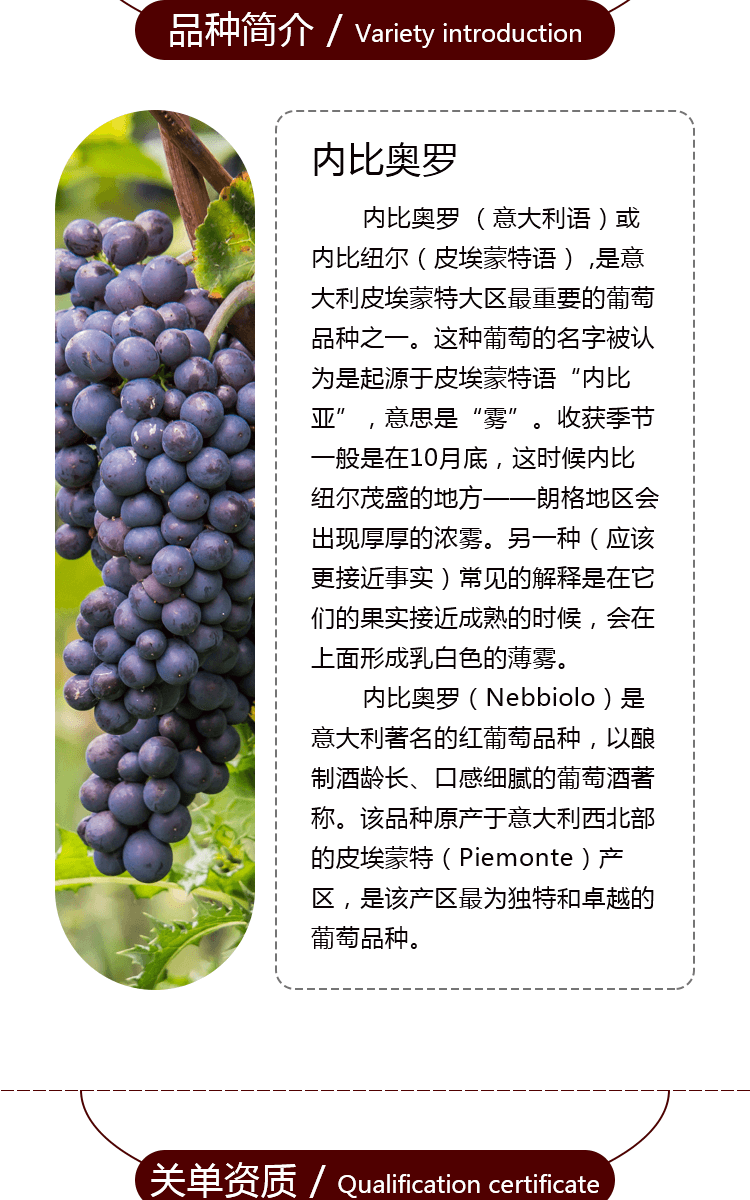 品种简介 / Variety introduction
内比奥罗
内比奥罗 （意大利语）或
内比纽尔（皮埃蒙特语） ,是意
大利皮埃蒙特大区最重要的葡萄
品种之一。这种葡萄的名字被认
为是起源于皮埃蒙特语“内比
亚”，意思是“雾”。收获季节
一般是在10月底，这时候内比
纽尔茂盛的地方——朗格地区会
出现厚厚的浓雾。另一种（应该
更接近事实）常见的解释是在它
们的果实接近成熟的时候，会在
上面形成乳白色的薄雾。
内比奥罗（Nebbiolo）是
意大利著名的红葡萄品种，以酿
制酒龄长、口感细腻的葡萄酒著
称。该品种原产于意大利西北部
的皮埃蒙特（Piemonte）产
区，是该产区最为独特和卓越的
葡萄品种。
关单资质 / Qualification certificate